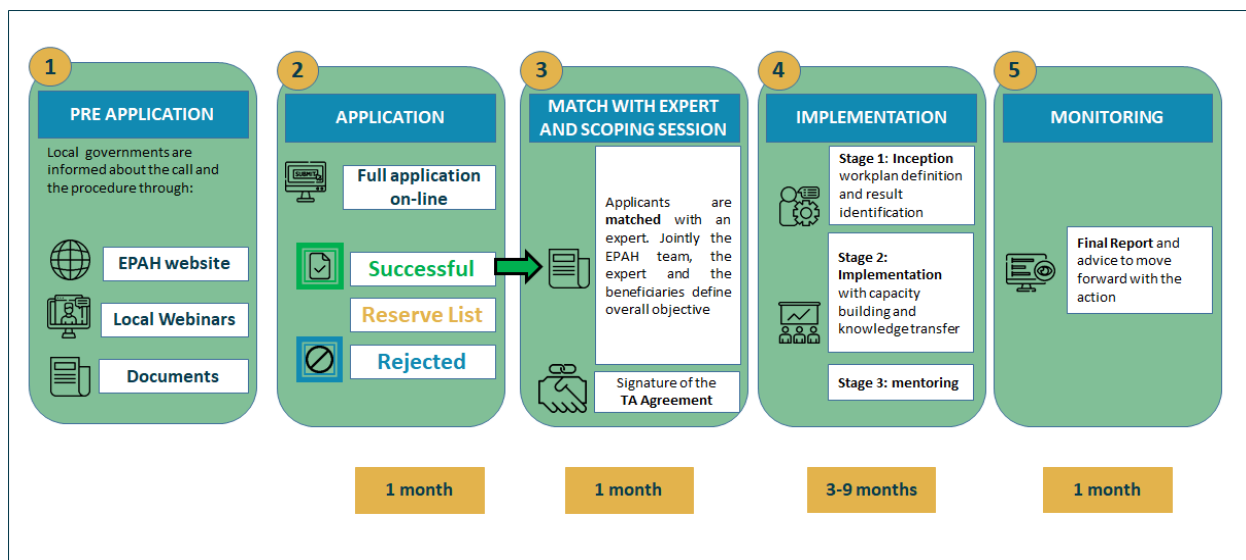 1
PRE APPLICATION
Local governments are
informed about the call and
the procedure through:
EPAH website
Local Webinars
Documents
2
APPLICATION
SUBMIT
Full application
on-line
Successful
Reserve List
Rejected
1 month
3
MATCH WITH EXPERT
AND SCOPING SESSION
Applicants are
matched with an
expert. Jointly the
EPAH team, the
expert and the
beneficiaries define
overall objective
Signature of the
TA Agreement
1 month
4
IMPLEMENTATION
Stage 1: Inception
workplan definition
and result
identification
Stage 2:
Implementation
with capacity
building and
knowledge transfer
Stage 3: mentoring
3-9 months
5
MONITORING
Final Report and
advice to move
forward with the
action
1 month